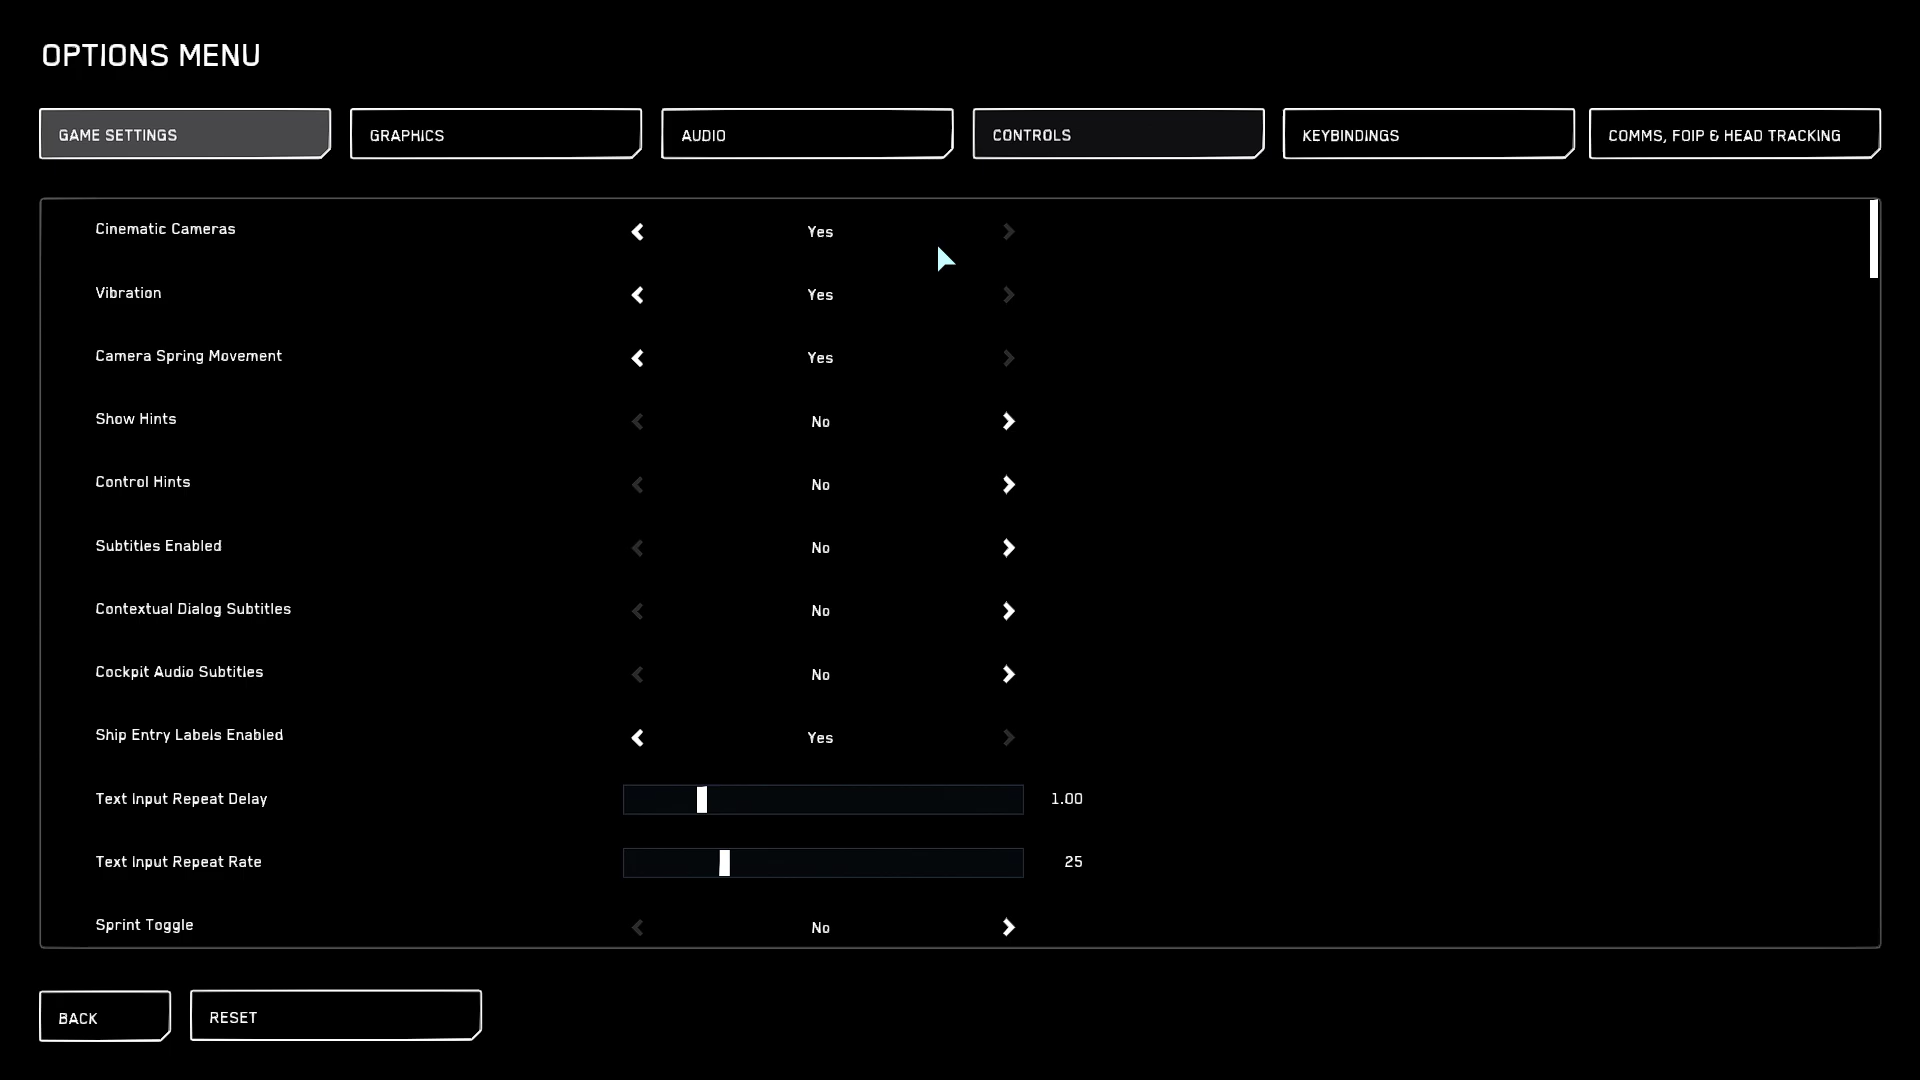 OPTIONS MENU
GAME SETTINGS
GRAPHICS
AUDIO
CONTROLS
KEYBINDINGS
COMMS, FOIP & HEAD TRACKING
Cinematic Cameras Yes
Vibration Yes
Camera Spring Movement Yes
Show Hints No
Control Hints No
Subtitles Enabled No
Contextual Dialog Subtitles No
Cockpit Audio Subtitles No
Ship Entry Labels Enabled Yes
Text Input Repeat Delay 1.00
Text Input Repeat Rate 25
Sprint Toggle No
BACK
RESET